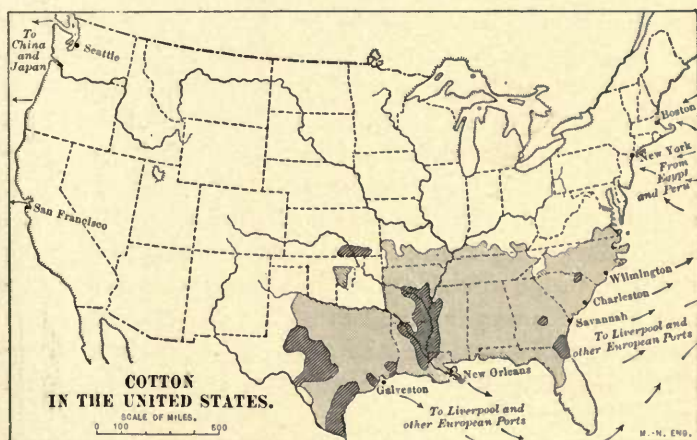 To
China
and
Japan
Seattle
Boston
New York
From
Egypt
and Peru
San Francisco
Wilmington
Charleston
Savannah
To Liverpool and
other European Ports
New Orleans
Galveston
To Liverpool and
other European Ports
COTTON
IN THE UNITED STATES.
SCALE OF MILES.
0 100 500
M.-N. ENG.